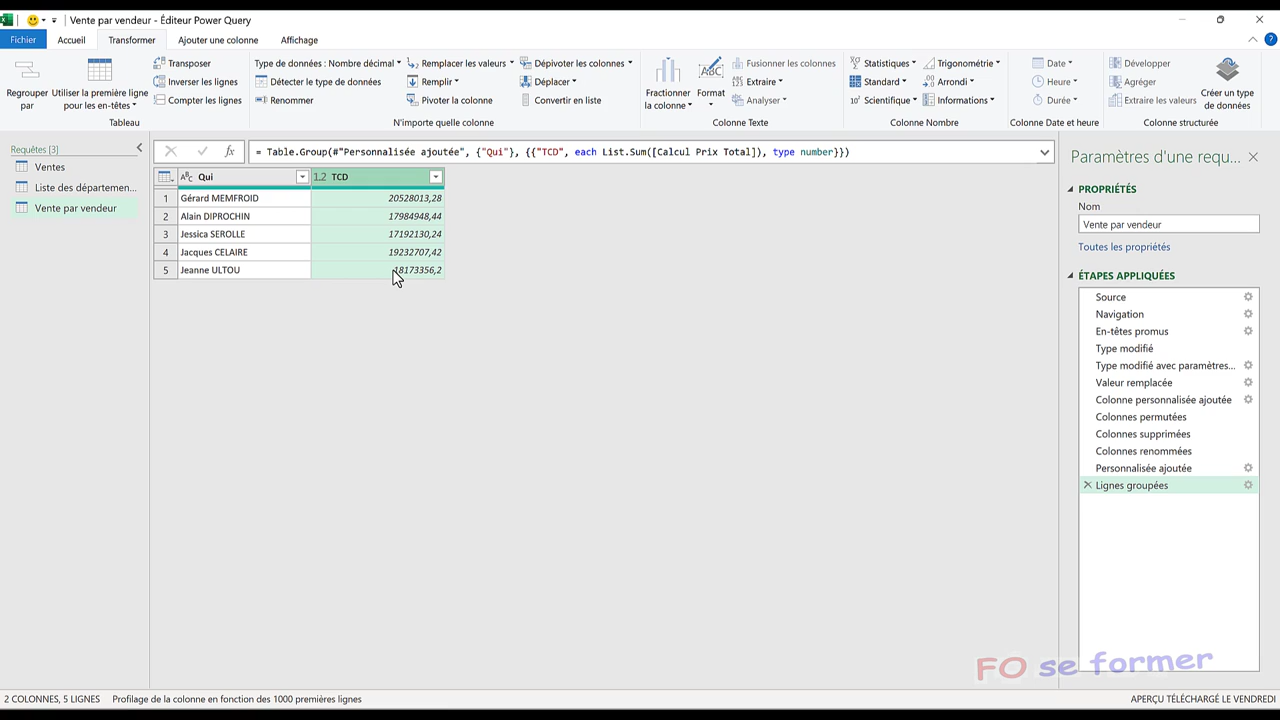 Vente par vendeur - Éditeur Power Query
Fichier
Accueil
Transformer
Ajouter une colonne
Affichage
Regrouper par
Utiliser la première ligne pour les en-têtes
Transposer
Inverser les lignes
Compter les lignes
Tableau
Type de données : Nombre décimal
Détecter le type de données
Renommer
Remplacer les valeurs
Remplir
Pivoter la colonne
Dépivoter les colonnes
Déplacer
Convertir en liste
N'importe quelle colonne
Fractionner la colonne
Format
Fusionner les colonnes
Extraire
Analyser
Colonne Texte
Statistiques
Standard
Scientifique
Trigonométrie
Arrondi
Informations
Colonne Nombre
Date
Heure
Durée
Colonne Date et heure
Développer
Agréger
Extraire les valeurs
Créer un type de données
Colonne structurée
Requêtes [3]
Ventes
Liste des départemen...
Vente par vendeur
fx
= Table.Group(#"Personnalisée ajoutée", {"Qui"}, {{"TCD", each List.Sum([Calcul Prix Total]), type number}})
Qui 1.2 TCD
1 Gérard MEMFROID 20528013,28
2 Alain DIPROCHIN 17984948,44
3 Jessica SEROLLE 17192130,24
4 Jacques CELAIRE 19232707,42
5 Jeanne ULTOU 18173356,2
Paramètres d'une requ...
PROPRIÉTÉS
Nom
Vente par vendeur
Toutes les propriétés
ÉTAPES APPLIQUÉES
Source
Navigation
En-têtes promus
Type modifié
Type modifié avec paramètres...
Valeur remplacée
Colonne personnalisée ajoutée
Colonnes permutées
Colonnes supprimées
Colonnes renommées
Personnalisée ajoutée
Lignes groupées
FO se former
2 COLONNES, 5 LIGNES
Profilage de la colonne en fonction des 1000 premières lignes
APERÇU TÉLÉCHARGÉ LE VENDREDI